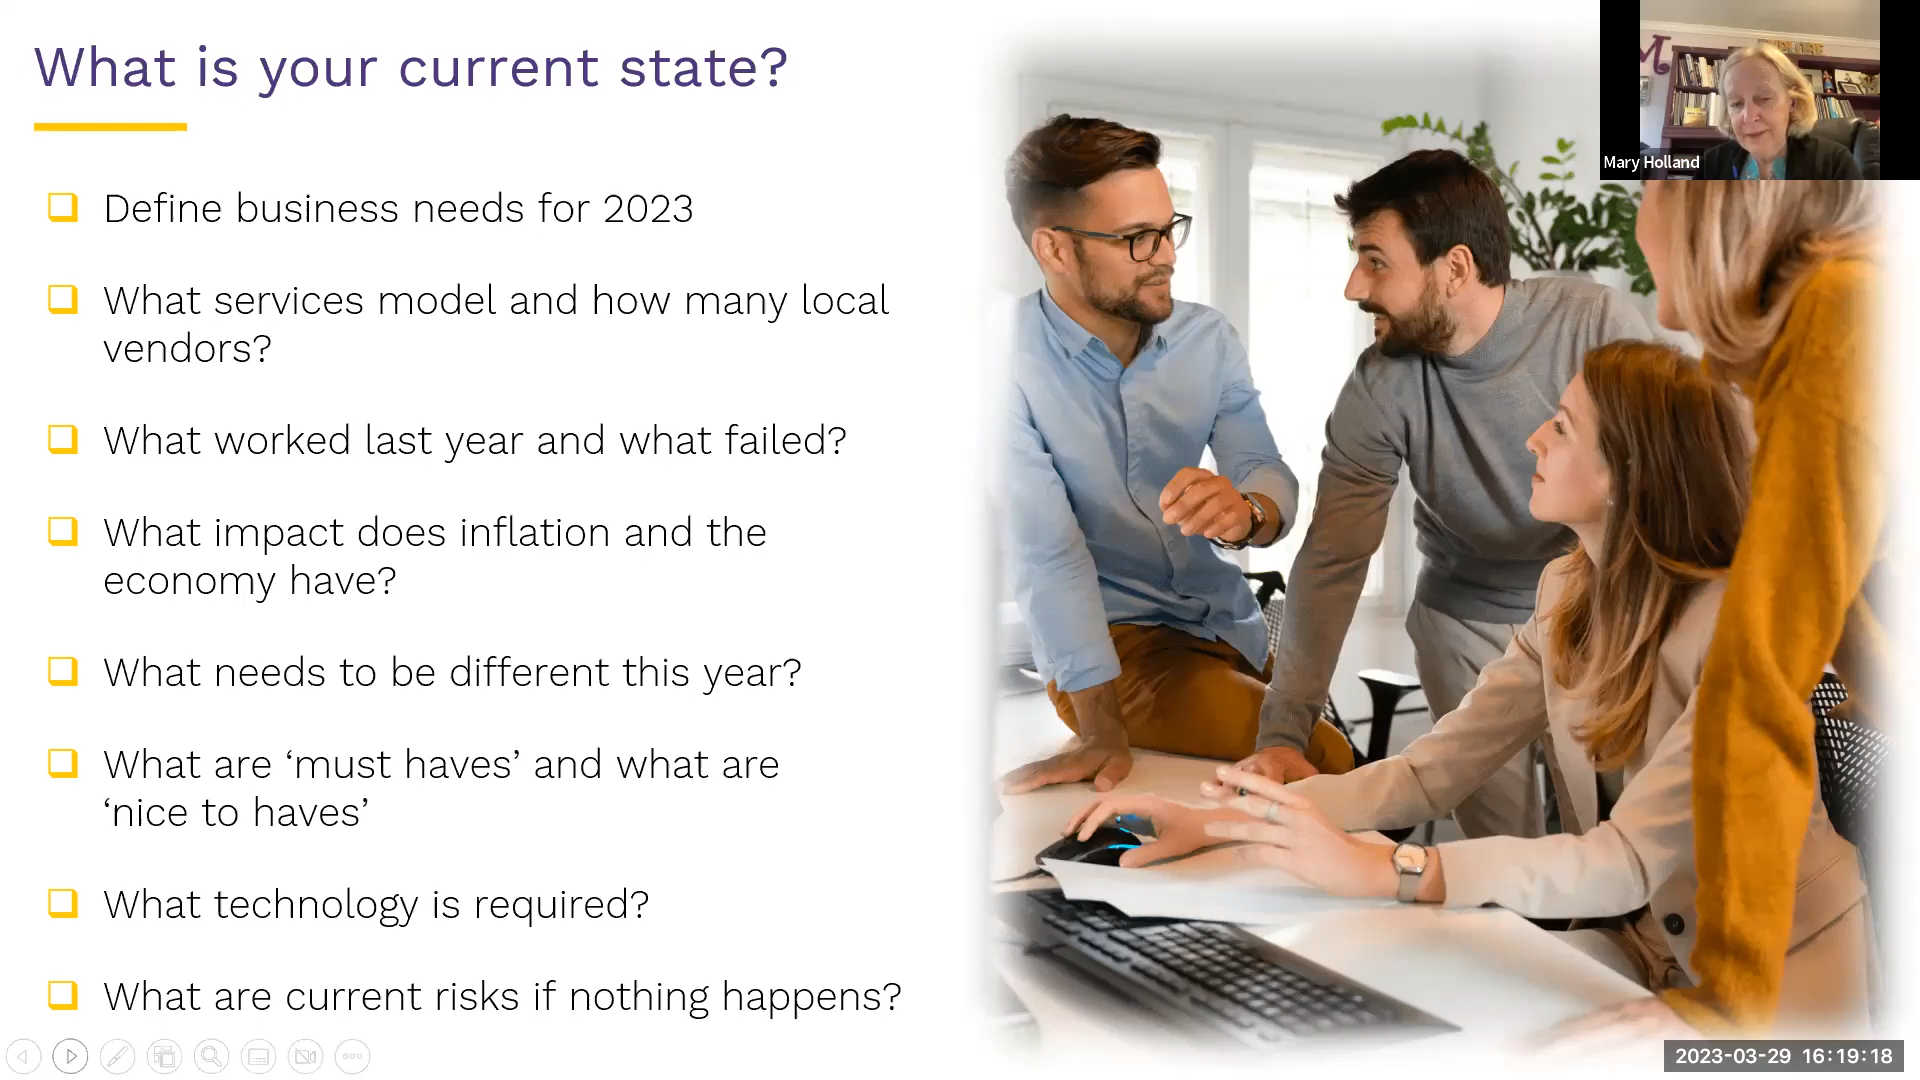 What is your current state?
Define business needs for 2023
What services model and how many local
vendors?
What worked last year and what failed?
What impact does inflation and the
economy have?
What needs to be different this year?
What are ‘must haves’ and what are
‘nice to haves’
What technology is required?
What are current risks if nothing happens?
Mary Holland
2023-03-29 16:19:18